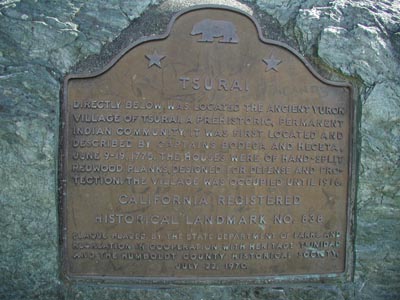 TSURAI
DIRECTLY BELOW WAS LOCATED THE ANCIENT YUROK
VILLAGE OF TSURAI. A PREHISTORIC, PERMANENT
INDIAN COMMUNITY. IT WAS FIRST LOCATED AND
DESCRIBED BY CAPTAINS BODEGA AND HECETA,
JUNE 9-19, 1775. THE HOUSES WERE OF HAND-SPLIT
REDWOOD PLANKS, DESIGNED FOR DEFENSE AND PRO-
TECTION. THE VILLAGE WAS OCCUPIED UNTIL 1916.
CALIFORNIA REGISTERED
HISTORICAL LANDMARK NO. 838
PLAQUE PLACED BY THE STATE DEPARTMENT OF PARKS AND
RECREATION IN COOPERATION WITH HERITAGE TRINIDAD
AND THE HUMBOLDT COUNTY HISTORICAL SOCIETY,
JULY 22, 1970.